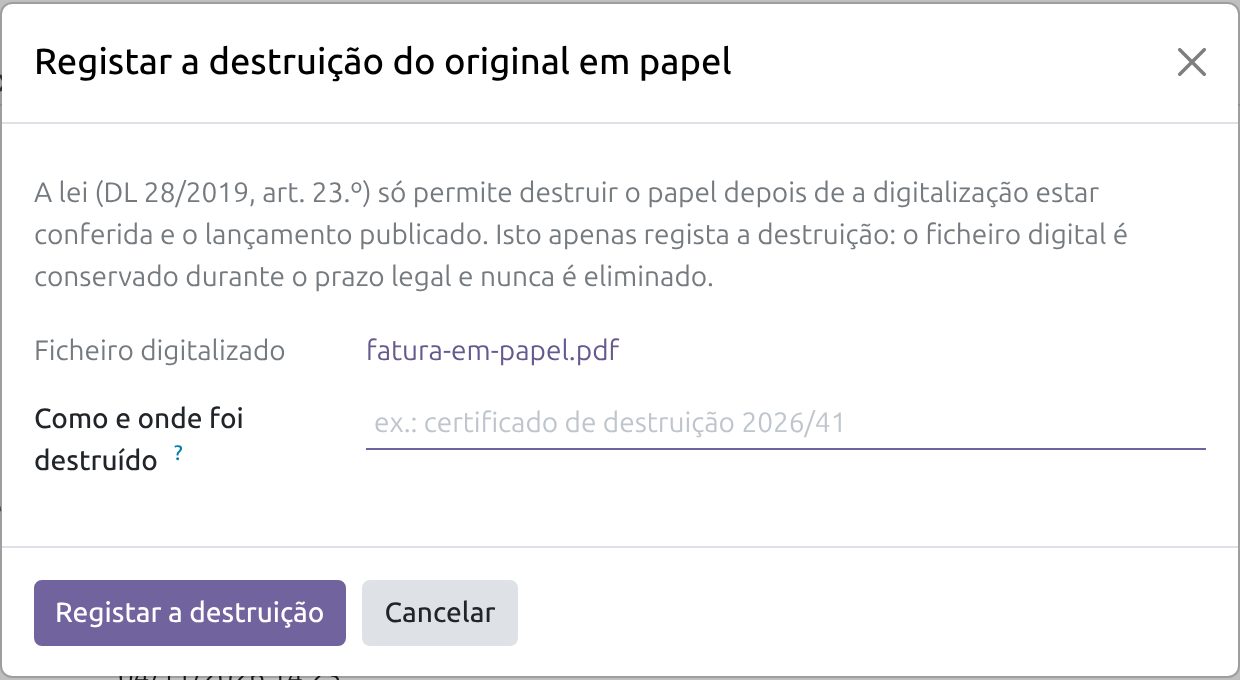 Registar a destruição do original em papel
A lei (DL 28/2019, art. 23.º) só permite destruir o papel depois de a digitalização estar
conferida e o lançamento publicado. Isto apenas regista a destruição: o ficheiro digital é
conservado durante o prazo legal e nunca é eliminado.
Ficheiro digitalizado
fatura-em-papel.pdf
Como e onde foi
destruído ?
ex.: certificado de destruição 2026/41
Registar a destruição
Cancelar